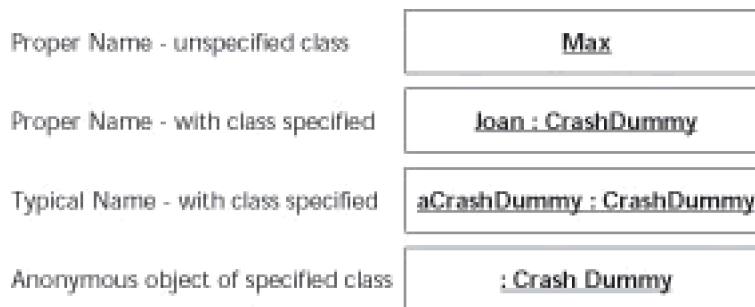 Proper Name - unspecified class
Max
Proper Name - with class specified
Joan : CrashDummy
Typical Name - with class specified
aCrashDummy : CrashDummy
Anonymous object of specified class
: Crash Dummy